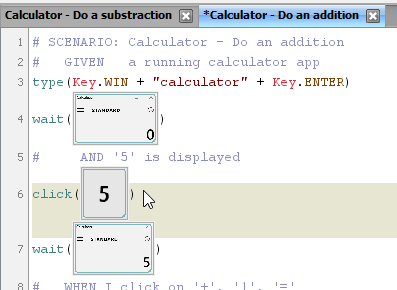 Calculator - Do a substraction *Calculator - Do an addition
1 # SCENARIO: Calculator - Do an addition
2 #   GIVEN   a running calculator app
3 type(Key.WIN + "calculator" + Key.ENTER)
STANDARD
4 wait( 0 )
5 #     AND '5' is displayed
6 click( 5 )
STANDARD
7 wait( 5 )
8 #   WHEN I click on '+', '1', '='